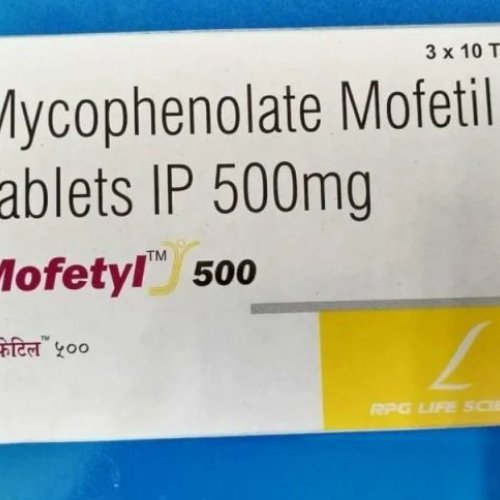 3 x 10 T
Mycophenolate Mofetil
ablets IP 500mg
Mofetyl™ 500
फेटिल™ ५००
RPG LIFE SCIE